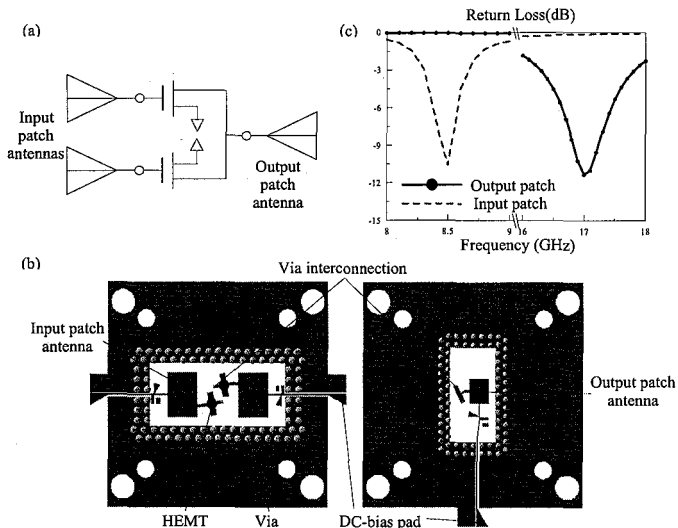 (a)
Input
patch
antennas
Output
patch
antenna
(c)
Return Loss(dB)
0
-3
-6
-9
-12
-15
Output patch
Input patch
8
8.5
9
16
17
18
Frequency (GHz)
(b)
Via interconnection
Input patch
antenna
Output patch
antenna
HEMT
Via
DC-bias pad